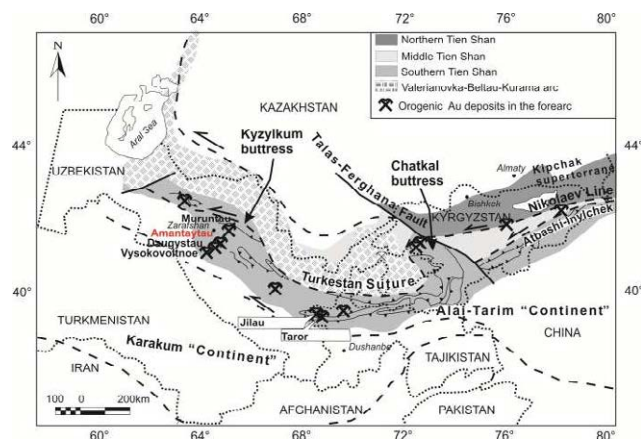 60°
64°
68°
72°
76°
80°
N
Northern Tien Shan
Middle Tien Shan
Southern Tien Shan
Valerianovka-Beltau-Kurama arc
Orogenic Au deposits in the forearc
Aral Sea
KAZAKHSTAN
44°
44°
Kyzylkum
buttress
Talas-Ferghana Fault
Chatkal
buttress
Almaty
Kipchak
superterrane
UZBEKISTAN
Bishkek
Nikolaev Line
KYRGYZSTAN
Atbashi-Inylchek
Zarafshan
Muruntau
Amantaytau
Daugystau
Vysokovoltnoe
Turkestan Suture
40°
40°
Alai-Tarim "Continent"
CHINA
TURKMENISTAN
Jilau
Taror
Karakum "Continent"
Dushanbe
TAJIKISTAN
IRAN
100 0 200km
AFGHANISTAN
PAKISTAN
60°
64°
68°
72°
76°
80°